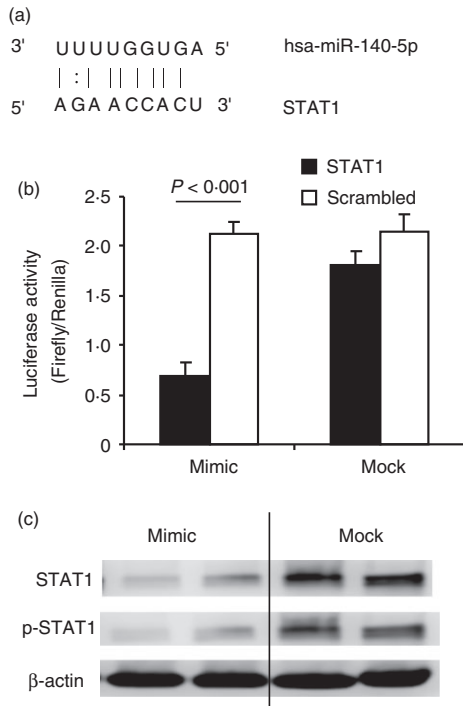 (a)
3' UUUUGGUGA 5' hsa-miR-140-5p
| : | | | | | | |
5' AGAACCACU 3' STAT1
(b)
STAT1
Scrambled
P < 0·001
Luciferase activity
(Firefly/Renilla)
2·5
2·0
1·5
1·0
0·5
0
Mimic Mock
(c)
Mimic Mock
STAT1
p-STAT1
β-actin